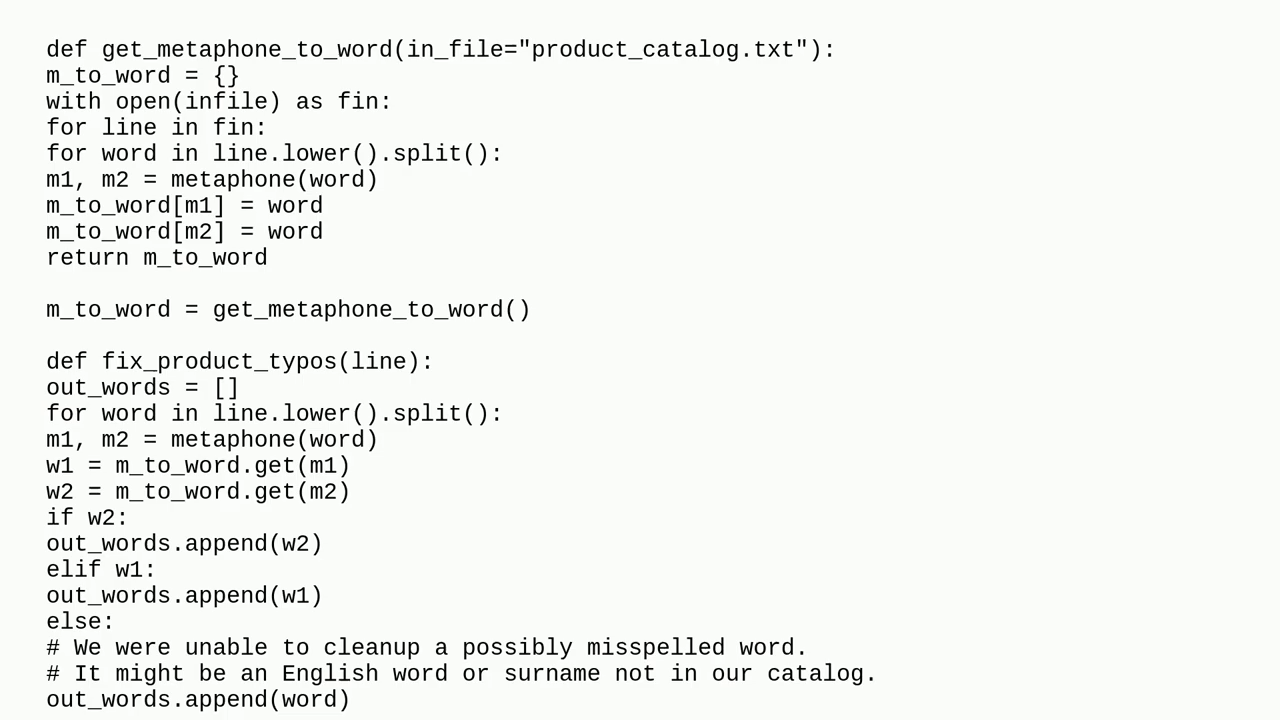 def get_metaphone_to_word(in_file="product_catalog.txt"):
m_to_word = {}
with open(infile) as fin:
for line in fin:
for word in line.lower().split():
m1, m2 = metaphone(word)
m_to_word[m1] = word
m_to_word[m2] = word
return m_to_word

m_to_word = get_metaphone_to_word()

def fix_product_typos(line):
out_words = []
for word in line.lower().split():
m1, m2 = metaphone(word)
w1 = m_to_word.get(m1)
w2 = m_to_word.get(m2)
if w2:
out_words.append(w2)
elif w1:
out_words.append(w1)
else:
# We were unable to cleanup a possibly misspelled word.
# It might be an English word or surname not in our catalog.
out_words.append(word)